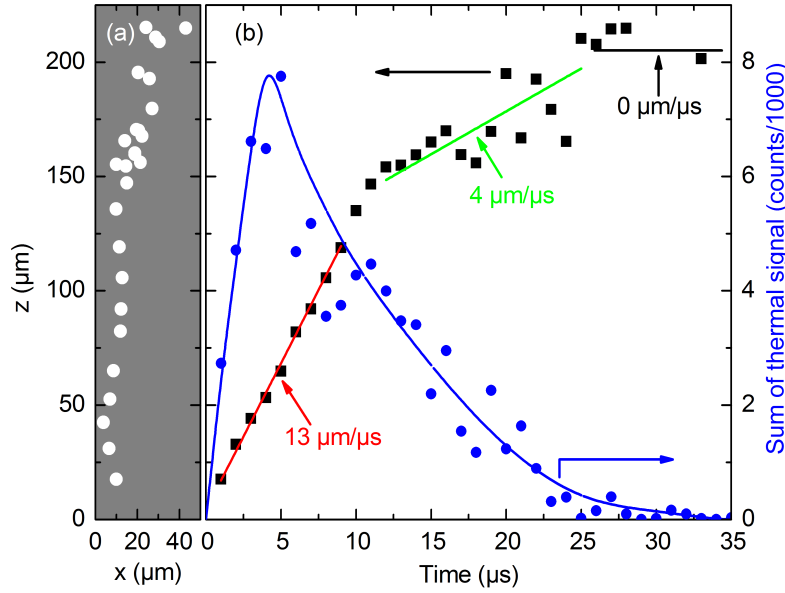 (a)
(b)
200
150
100
50
0
z (µm)
0 20 40
x (µm)
0 5 10 15 20 25 30 35
Time (µs)
8
6
4
2
0
Sum of thermal signal (counts/1000)
0 µm/µs
4 µm/µs
13 µm/µs